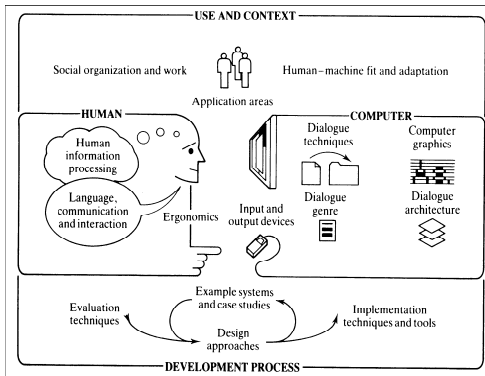 USE AND CONTEXT
Social organization and work
Human–machine fit and adaptation
Application areas
HUMAN
COMPUTER
Human
information
processing
Language,
communication
and interaction
Ergonomics
Dialogue
techniques
Computer
graphics
Input and
output devices
Dialogue
genre
Dialogue
architecture
Example systems
and case studies
Evaluation
techniques
Implementation
techniques and tools
Design
approaches
DEVELOPMENT PROCESS